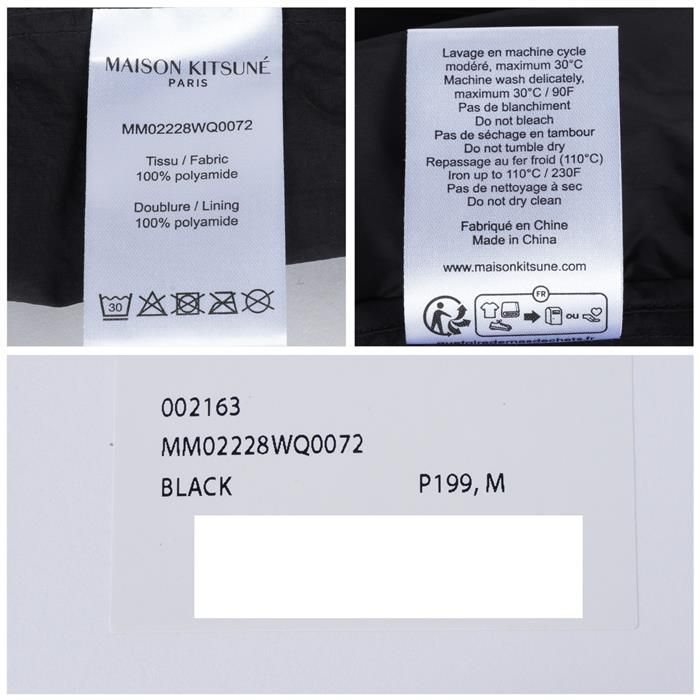 MAISON KITSUNÉ
PARIS
MM02228WQ0072
Tissu / Fabric
100% polyamide
Doublure / Lining
100% polyamide
30
Lavage en machine cycle
modéré, maximum 30°C
Machine wash delicately,
maximum 30°C / 90F
Pas de blanchiment
Do not bleach
Pas de séchage en tambour
Do not tumble dry
Repassage au fer froid (110°C)
Iron up to 110°C / 230F
Pas de nettoyage à sec
Do not dry clean
Fabriqué en Chine
Made in China
www.maisonkitsune.com
FR
OU
quefairedemesdechets.fr
002163
MM02228WQ0072
BLACK P199, M